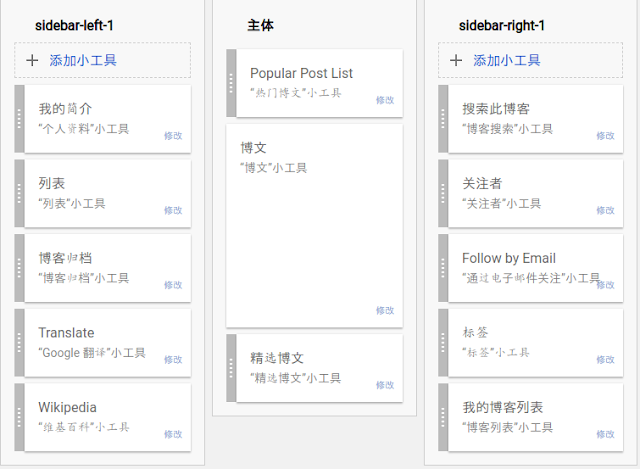 sidebar-left-1
添加小工具
我的简介
“个人资料”小工具
修改
列表
“列表”小工具
修改
博客归档
“博客归档”小工具
修改
Translate
“Google 翻译”小工具
修改
Wikipedia
“维基百科”小工具
修改
主体
Popular Post List
“热门博文”小工具
修改
博文
“博文”小工具
修改
精选博文
“精选博文”小工具
修改
sidebar-right-1
添加小工具
搜索此博客
“博客搜索”小工具
修改
关注者
“关注者”小工具
修改
Follow by Email
“通过电子邮件关注”小工具
修改
标签
“标签”小工具
修改
我的博客列表
“博客列表”小工具
修改